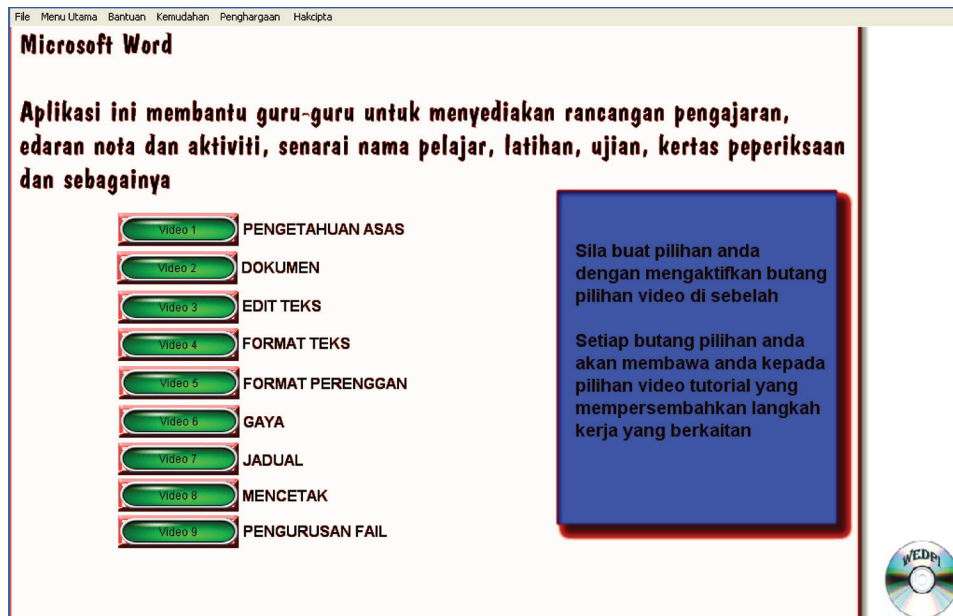 File Menu Utama Bantuan Kemudahan Penghargaan Hakcipta
Microsoft Word
Aplikasi ini membantu guru-guru untuk menyediakan rancangan pengajaran,
edaran nota dan aktiviti, senarai nama pelajar, latihan, ujian, kertas peperiksaan
dan sebagainya
Video 1 PENGETAHUAN ASAS
Video 2 DOKUMEN
Video 3 EDIT TEKS
Video 4 FORMAT TEKS
Video 5 FORMAT PERENGGAN
Video 6 GAYA
Video 7 JADUAL
Video 8 MENCETAK
Video 9 PENGURUSAN FAIL
Sila buat pilihan anda
dengan mengaktifkan butang
pilihan video di sebelah
Setiap butang pilihan anda
akan membawa anda kepada
pilihan video tutorial yang
mempersembahkan langkah
kerja yang berkaitan
WEDPI